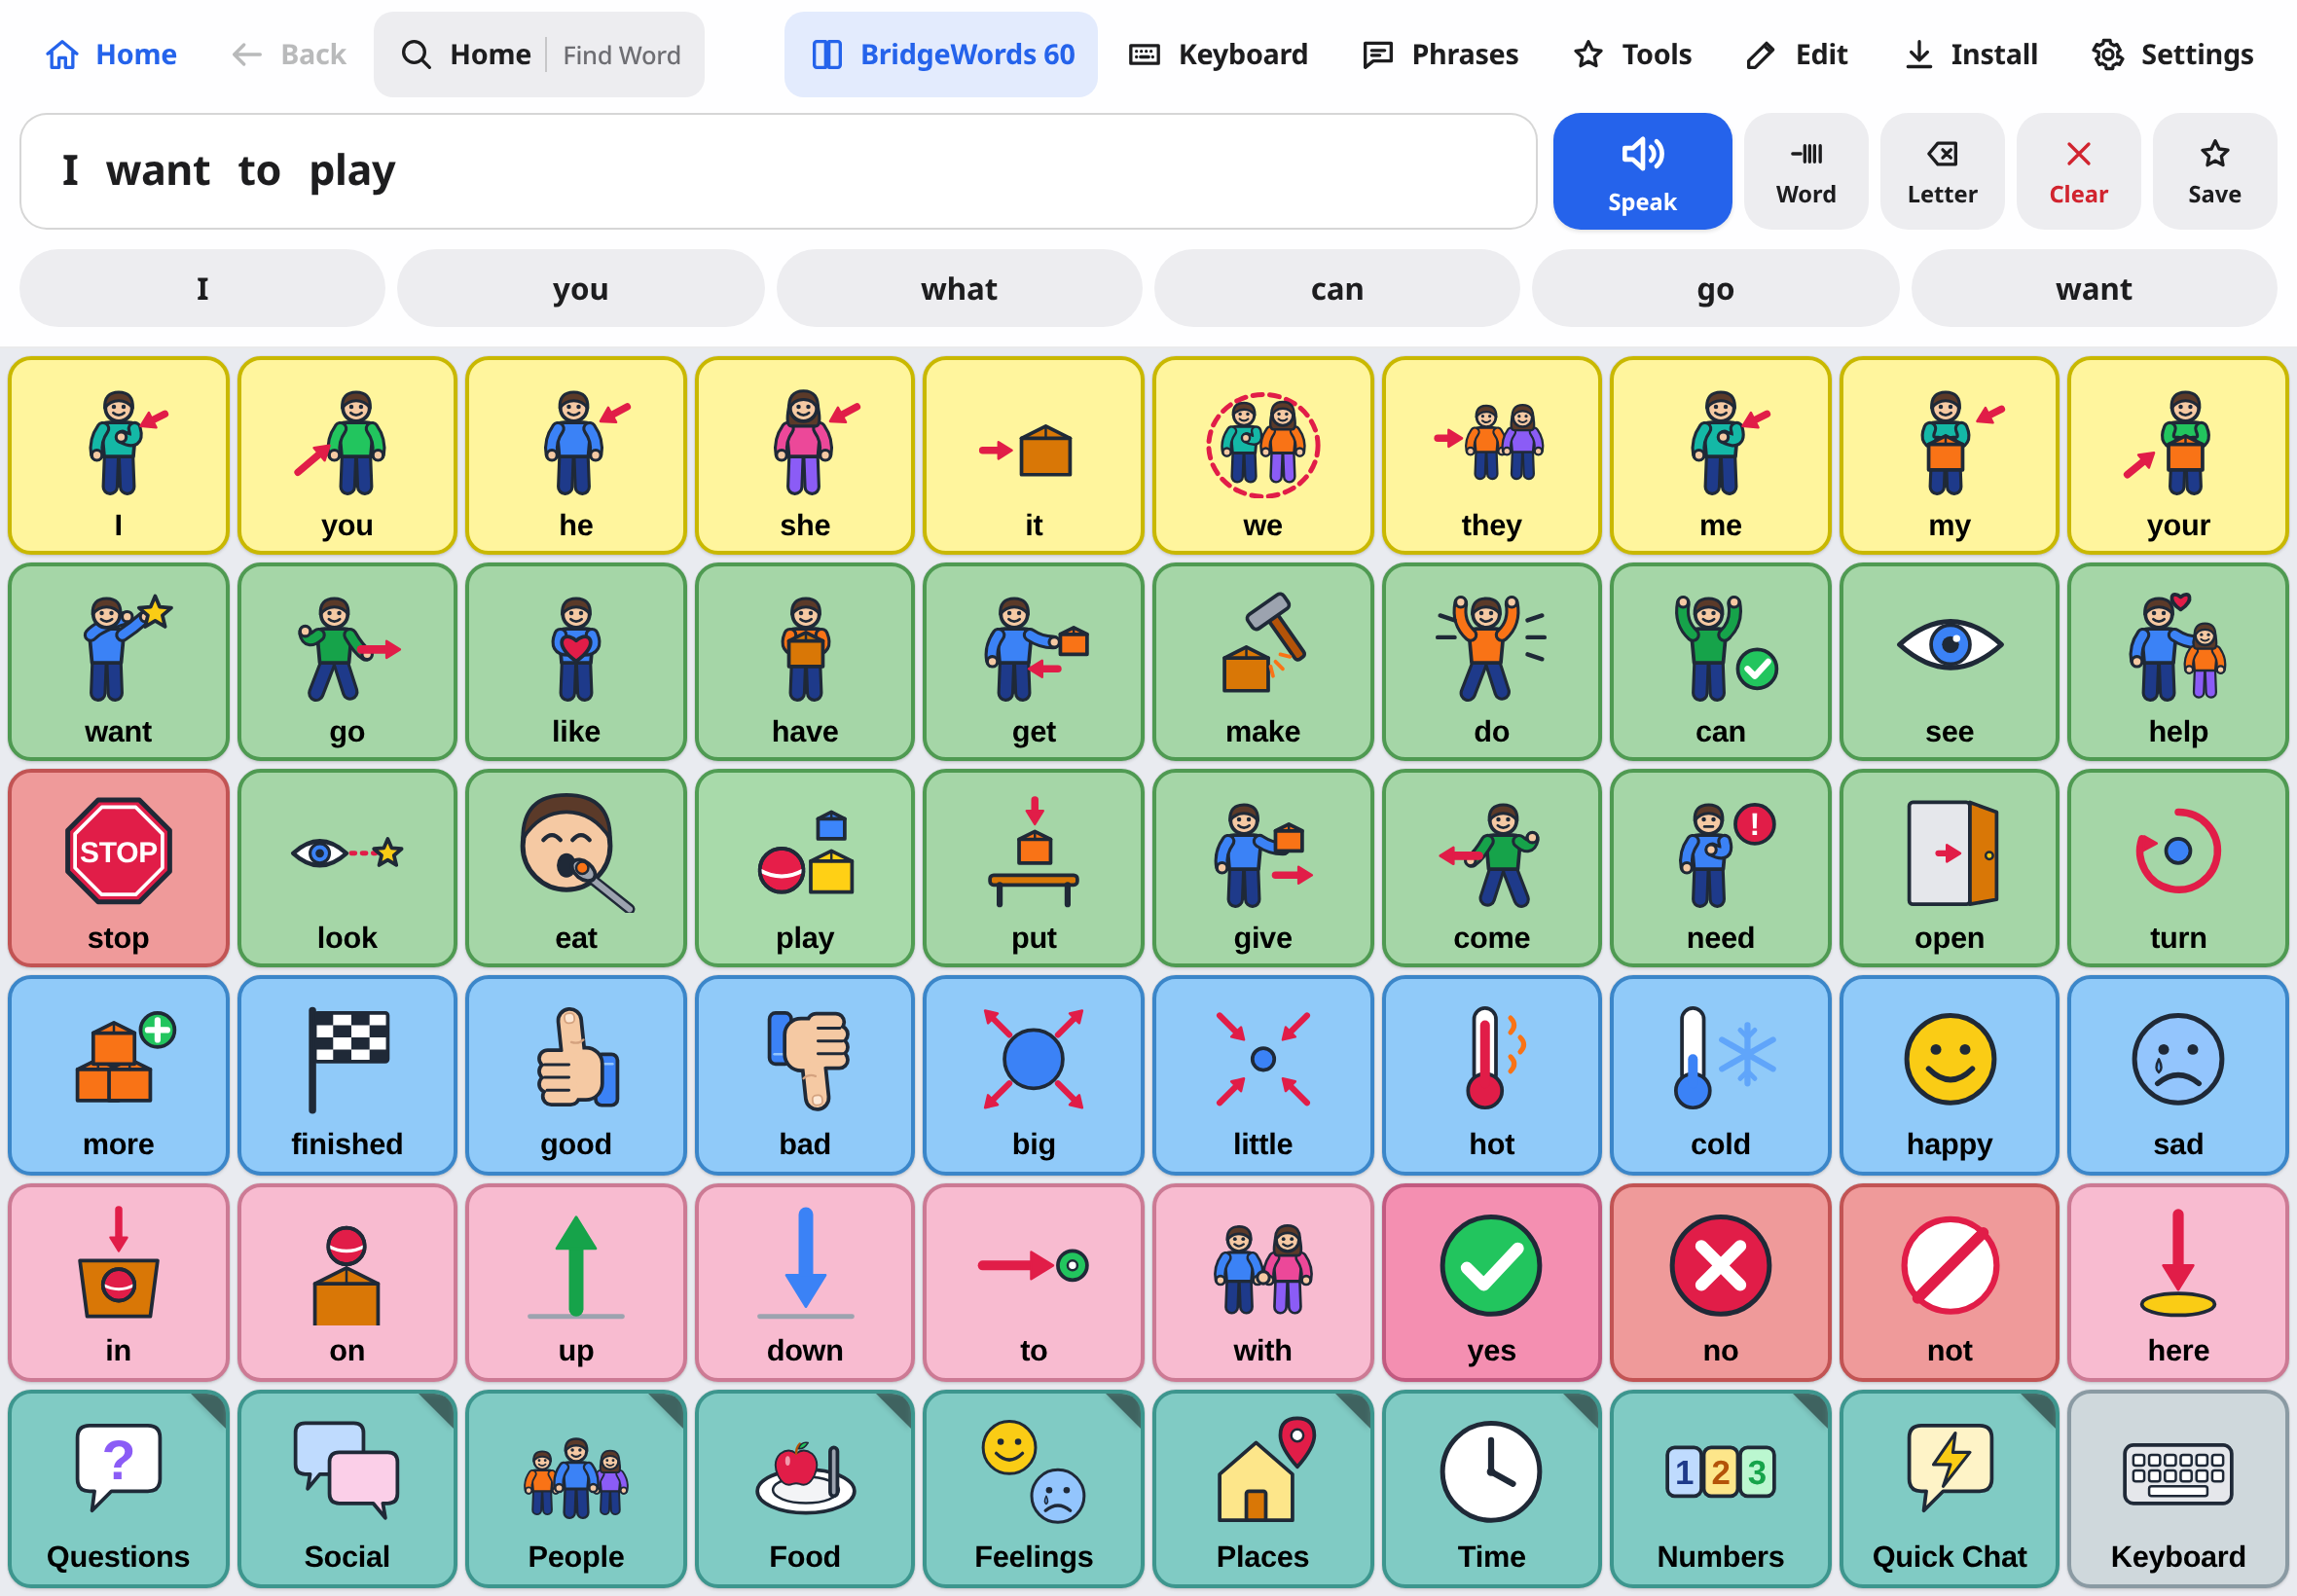 Home Back Home Find Word BridgeWords 60 Keyboard Phrases Tools Edit Install Settings
I want to play
Speak Word Letter Clear Save
I you what can go want
I you he she it we they me my your
want go like have get make do can see help
STOP
!
stop look eat play put give come need open turn
more finished good bad big little hot cold happy sad
in on up down to with yes no not here
? 1 2 3
Questions Social People Food Feelings Places Time Numbers Quick Chat Keyboard